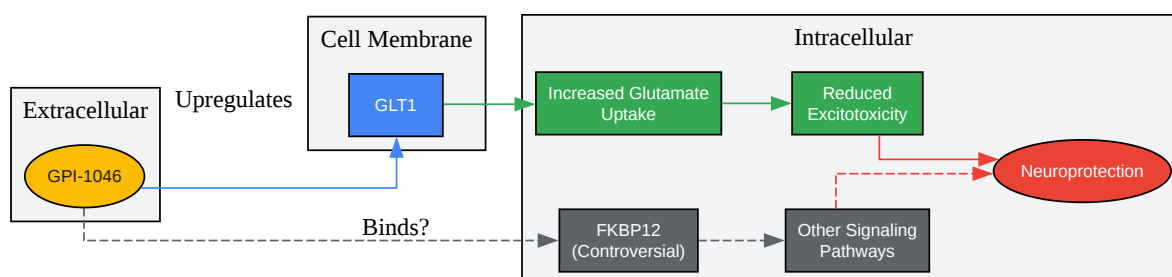 Extracellular
GPI-1046
Upregulates
Cell Membrane
GLT1
Intracellular
Increased Glutamate
Uptake
Reduced
Excitotoxicity
Neuroprotection
Binds?
FKBP12
(Controversial)
Other Signaling
Pathways